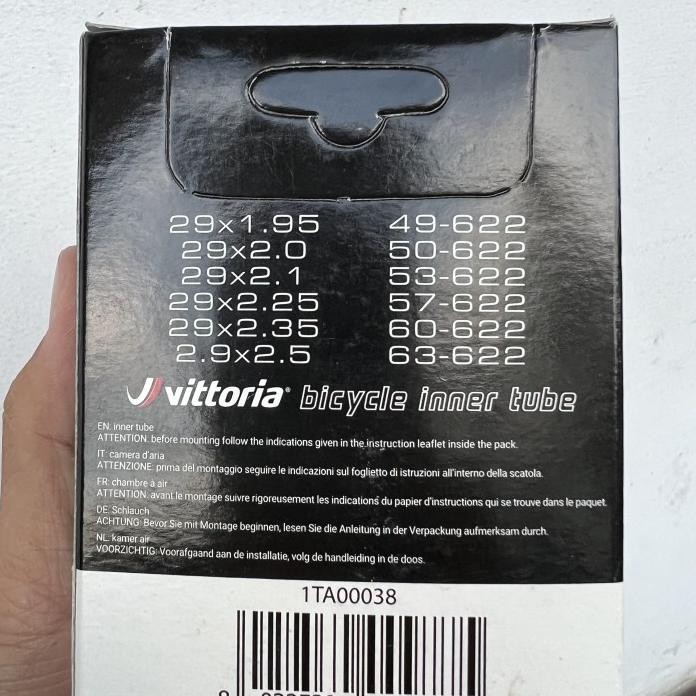 29x1.95 49-622
29x2.0 50-622
29x2.1 53-622
29x2.25 57-622
29x2.35 60-622
2.9x2.5 63-622
vittoria® bicycle inner tube
EN: inner tube
ATTENTION: before mounting follow the indications given in the instruction leaflet inside the pack.
IT: camera d'aria
ATTENZIONE: prima del montaggio seguire le indicazioni sul foglietto di istruzioni all'interno della scatola.
FR: chambre à air
ATTENTION: avant le montage suivre rigoureusement les indications du papier d'instructions qui se trouve dans le paquet.
DE: Schlauch
ACHTUNG: Bevor Sie mit Montage beginnen, lesen Sie die Anleitung in der Verpackung aufmerksam durch.
NL: kamer air
VOORZICHTIG: Voorafgaand aan de installatie, volg de handleiding in de doos.
1TA00038